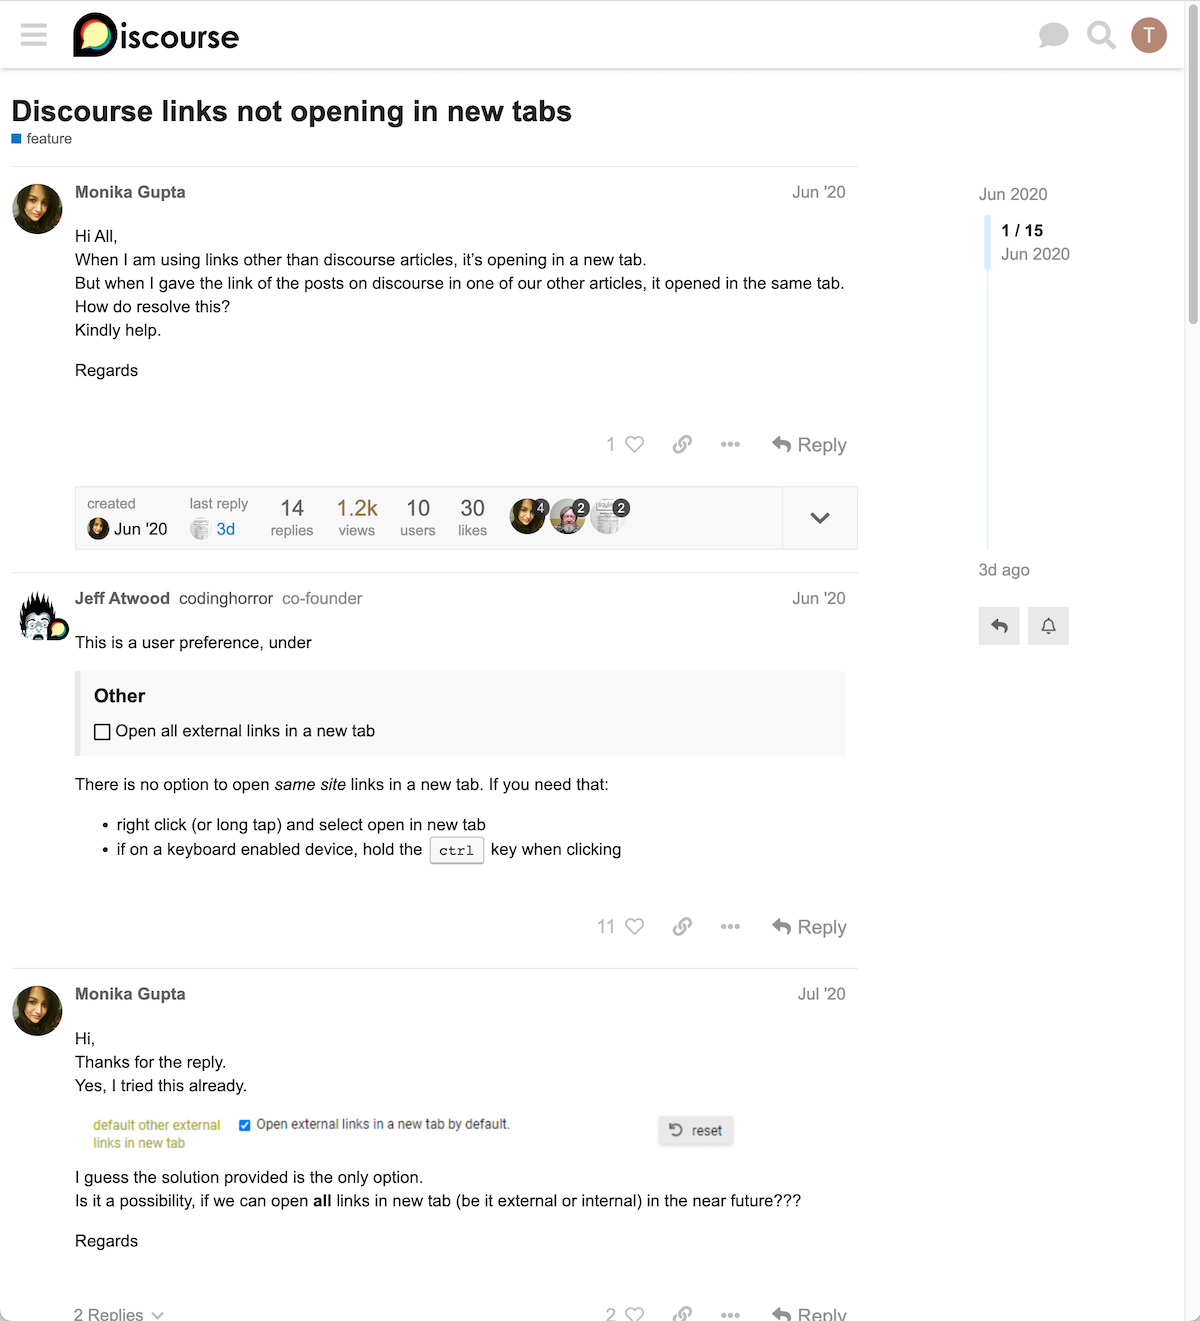 Discourse
T
Discourse links not opening in new tabs
feature
Monika Gupta
Jun '20
Hi All,
When I am using links other than discourse articles, it’s opening in a new tab.
But when I gave the link of the posts on discourse in one of our other articles, it opened in the same tab.
How do resolve this?
Kindly help.
Regards
1
Reply
created
Jun '20
last reply
3d
14
replies
1.2k
views
10
users
30
likes
4
2
2
Jun 2020
1 / 15
Jun 2020
3d ago
Jeff Atwood codinghorror co-founder
Jun '20
This is a user preference, under
Other
Open all external links in a new tab
There is no option to open same site links in a new tab. If you need that:
• right click (or long tap) and select open in new tab
• if on a keyboard enabled device, hold the ctrl key when clicking
11
Reply
Monika Gupta
Jul '20
Hi,
Thanks for the reply.
Yes, I tried this already.
default other external
links in new tab
Open external links in a new tab by default.
reset
I guess the solution provided is the only option.
Is it a possibility, if we can open all links in new tab (be it external or internal) in the near future???
Regards
2 Replies
2
Reply